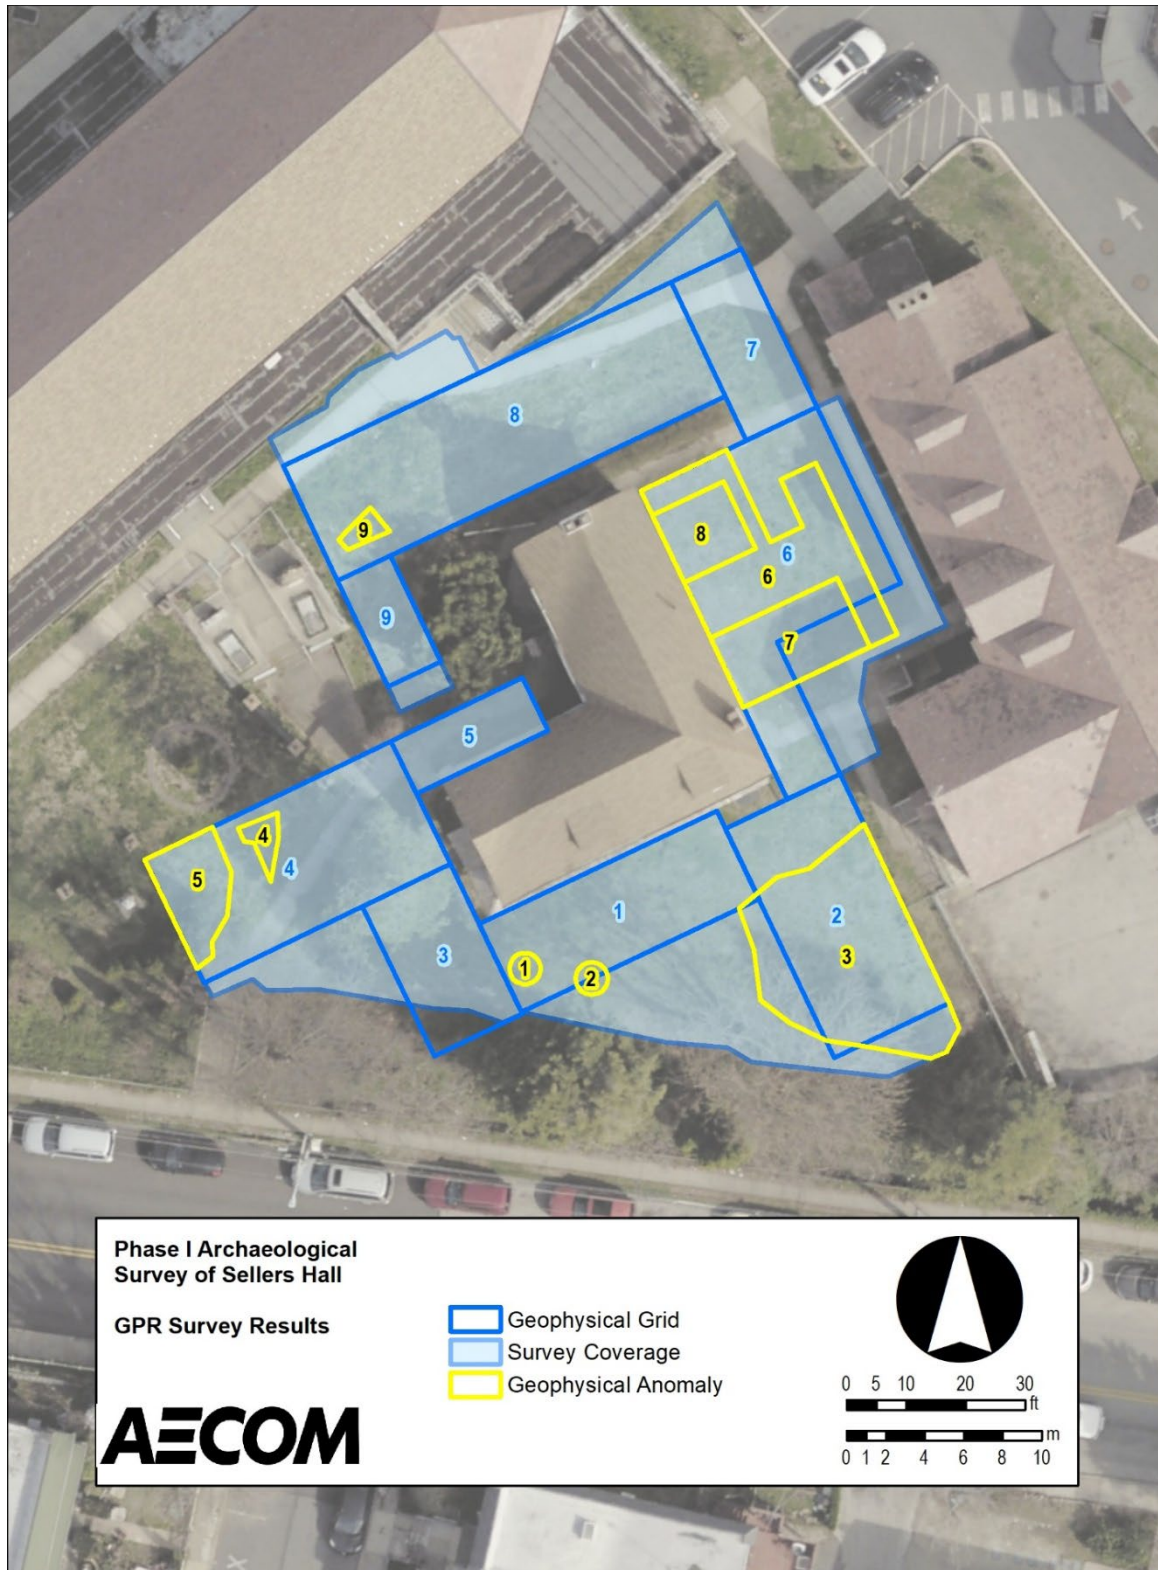 7
8
8
9
6
6
9
7
5
4
4
5
1
2
3
3
1
2
Phase I Archaeological
Survey of Sellers Hall
GPR Survey Results
Geophysical Grid
Survey Coverage
Geophysical Anomaly
AECOM
0 5 10 20 30
ft
m
0 1 2 4 6 8 10